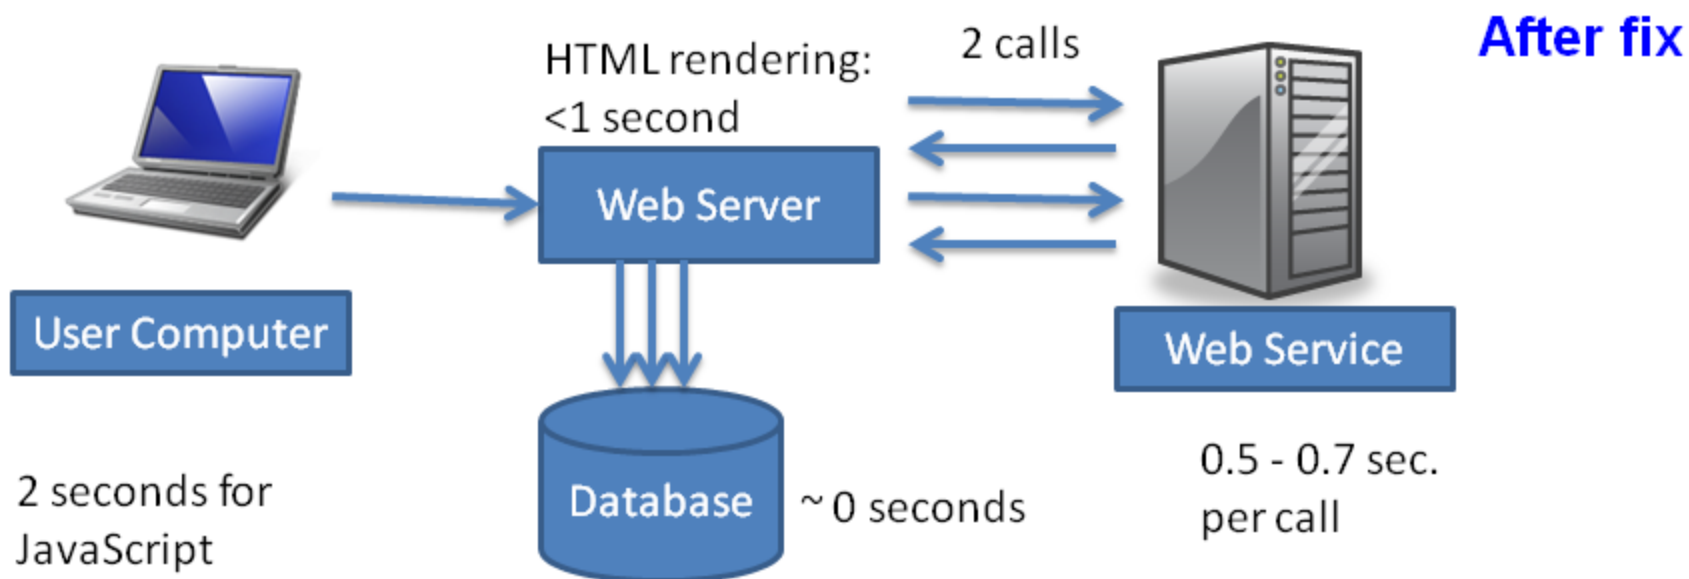 After fix
HTML rendering:
<1 second
2 calls
Web Server
User Computer
Web Service
2 seconds for
JavaScript
Database
~ 0 seconds
0.5 - 0.7 sec.
per call